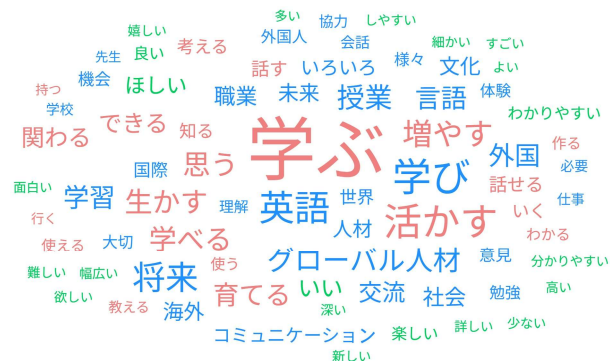 多い 協力 しやすい
嬉しい 外国人 会話 細かい すごい
先生 良い 考える 様々 文化 よい
機会 話す いろいろ
持つ ほしい 職業 未来 授業 言語 体験
学校 わかりやすい
関わる できる 知る 学ぶ 増やす 作る
国際 思う 学び 外国 必要
面白い 学習 生かす 理解 英語 世界 話せる 仕事
行く 人材 活かす いく
使える 大切 学べる わかる
難しい 幅広い 将来 使う グローバル人材 意見 分かりやすい
欲しい 教える 海外 育てる いい 交流 社会 勉強 高い
深い
コミュニケーション 楽しい 詳しい 少ない
新しい